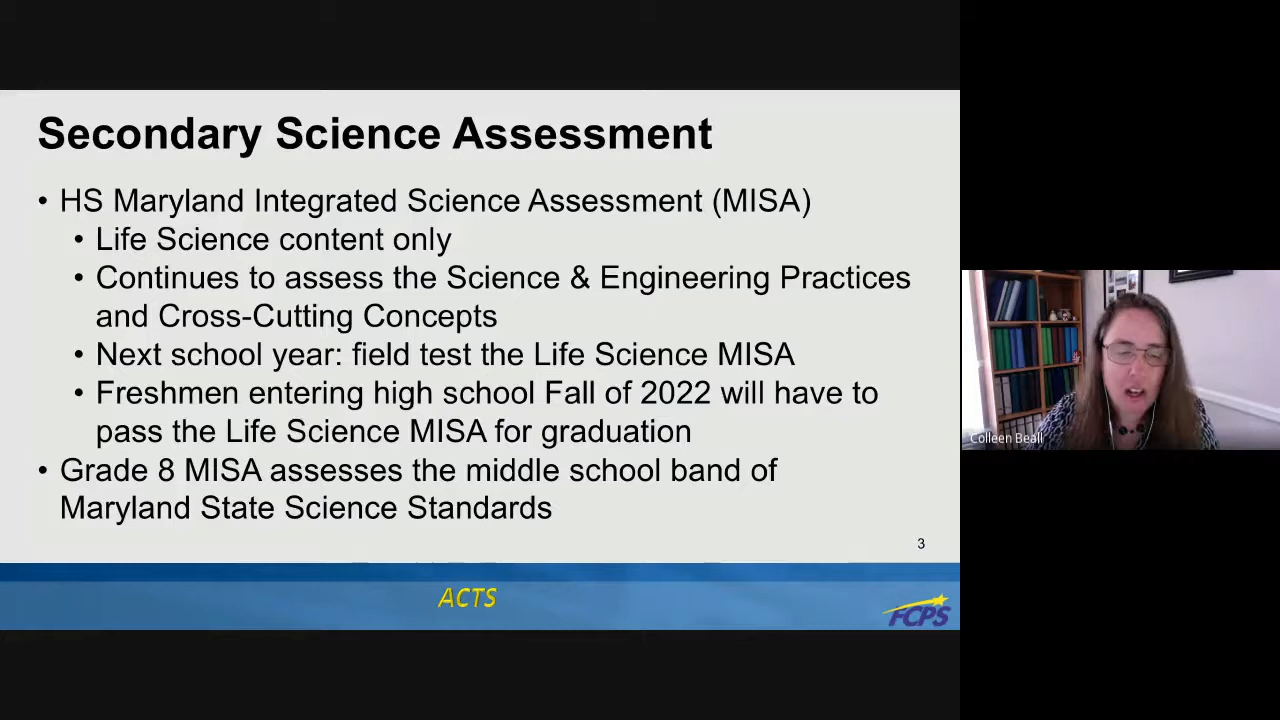 Secondary Science Assessment
• HS Maryland Integrated Science Assessment (MISA)
• Life Science content only
• Continues to assess the Science & Engineering Practices
and Cross-Cutting Concepts
• Next school year: field test the Life Science MISA
• Freshmen entering high school Fall of 2022 will have to
pass the Life Science MISA for graduation
• Grade 8 MISA assesses the middle school band of
Maryland State Science Standards
3
ACTS
FCPS
Colleen Beall